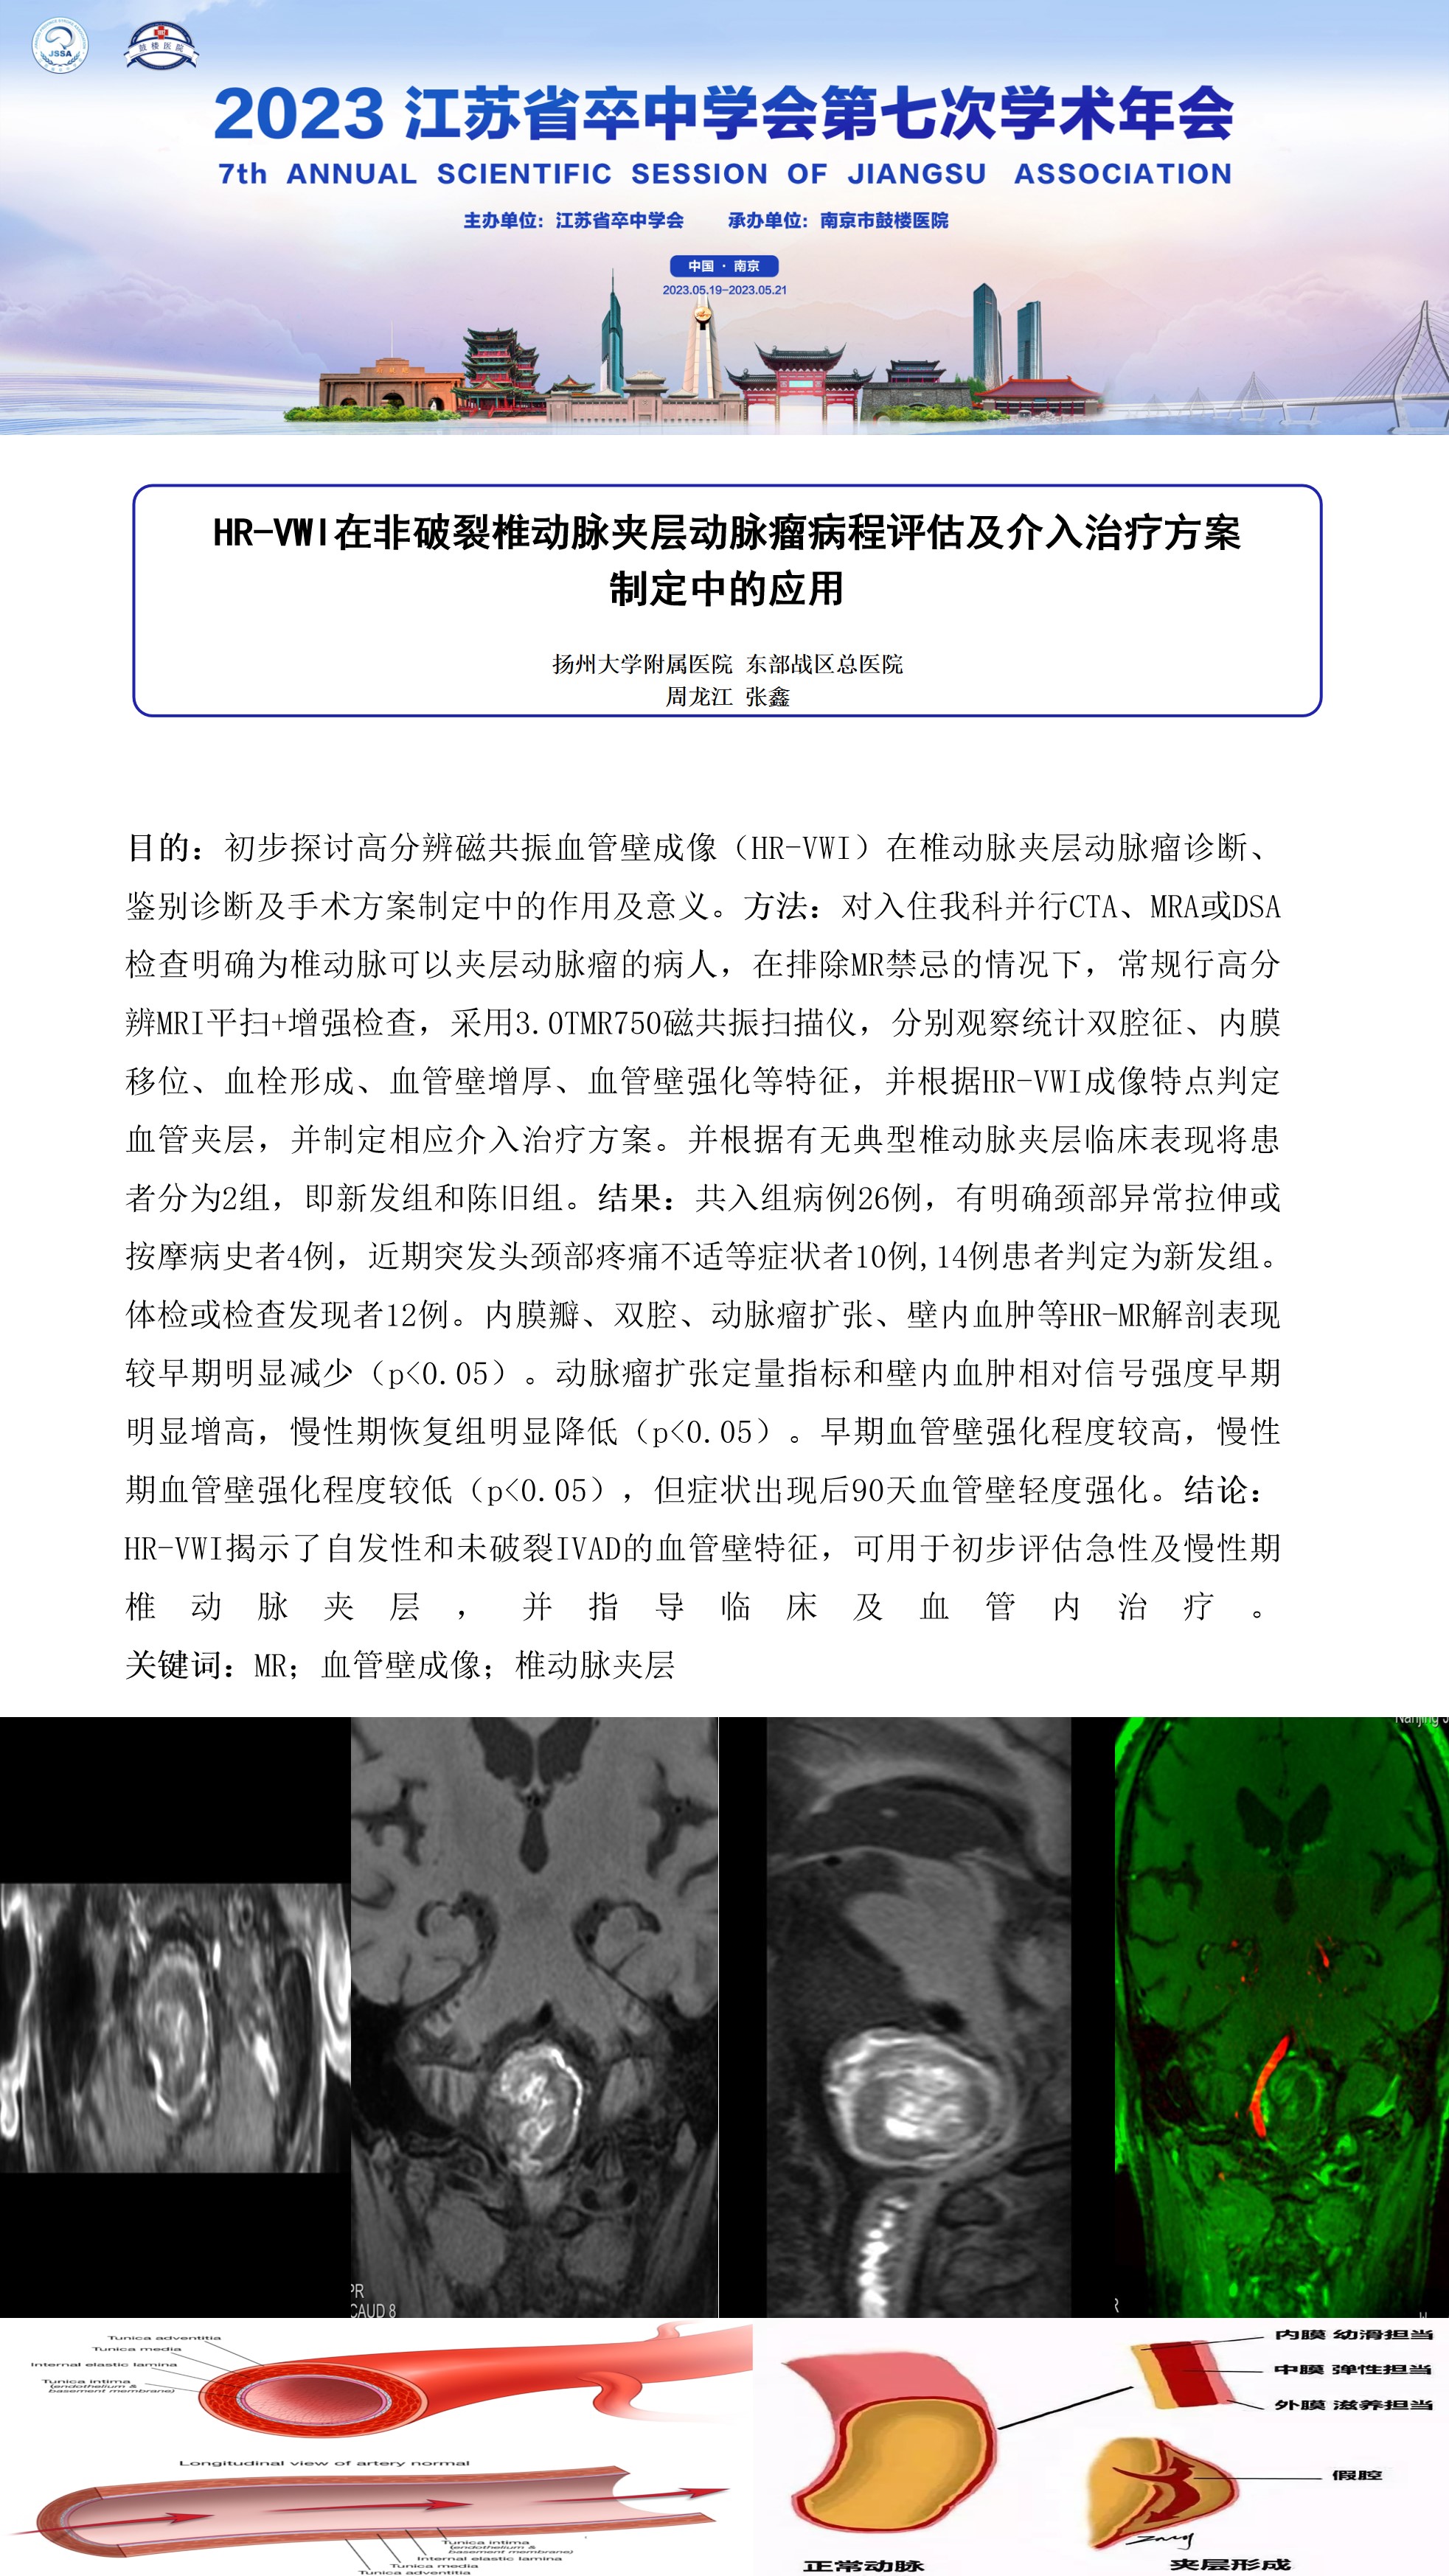 JSSA
鼓楼医院
2023 江苏省卒中学会第七次学术年会
7th ANNUAL SCIENTIFIC SESSION OF JIANGSU ASSOCIATION
主办单位：江苏省卒中学会 承办单位：南京市鼓楼医院
中国 · 南京
2023.05.19-2023.05.21
HR-VWI在非破裂椎动脉夹层动脉瘤病程评估及介入治疗方案
制定中的应用
扬州大学附属医院 东部战区总医院
周龙江 张鑫
目的：初步探讨高分辨磁共振血管壁成像（HR-VWI）在椎动脉夹层动脉瘤诊断、
鉴别诊断及手术方案制定中的作用及意义。方法：对入住我科并行CTA、MRA或DSA
检查明确为椎动脉可以夹层动脉瘤的病人，在排除MR禁忌的情况下，常规行高分
辨MRI平扫+增强检查，采用3.0TMR750磁共振扫描仪，分别观察统计双腔征、内膜
移位、血栓形成、血管壁增厚、血管壁强化等特征，并根据HR-VWI成像特点判定
血管夹层，并制定相应介入治疗方案。并根据有无典型椎动脉夹层临床表现将患
者分为2组，即新发组和陈旧组。结果：共入组病例26例，有明确颈部异常拉伸或
按摩病史者4例，近期突发头颈部疼痛不适等症状者10例,14例患者判定为新发组。
体检或检查发现者12例。内膜瓣、双腔、动脉瘤扩张、壁内血肿等HR-MR解剖表现
较早期明显减少（p<0.05）。动脉瘤扩张定量指标和壁内血肿相对信号强度早期
明显增高，慢性期恢复组明显降低（p<0.05）。早期血管壁强化程度较高，慢性
期血管壁强化程度较低（p<0.05），但症状出现后90天血管壁轻度强化。结论：
HR-VWI揭示了自发性和未破裂IVAD的血管壁特征，可用于初步评估急性及慢性期
椎动脉夹层，并指导临床及血管内治疗。
关键词：MR；血管壁成像；椎动脉夹层
PR
CAUD 8
R
Tunica adventitia
Tunica media
Internal elastic lamina
Tunica intima
(endothelium &
basement membrane)
Longitudinal view of artery normal
Tunica intima
(endothelium &
basement membrane)
Internal elastic lamina
Tunica media
Tunica adventitia
内膜 幼滑担当
中膜 弹性担当
外膜 滋养担当
假腔
正常动脉
夹层形成